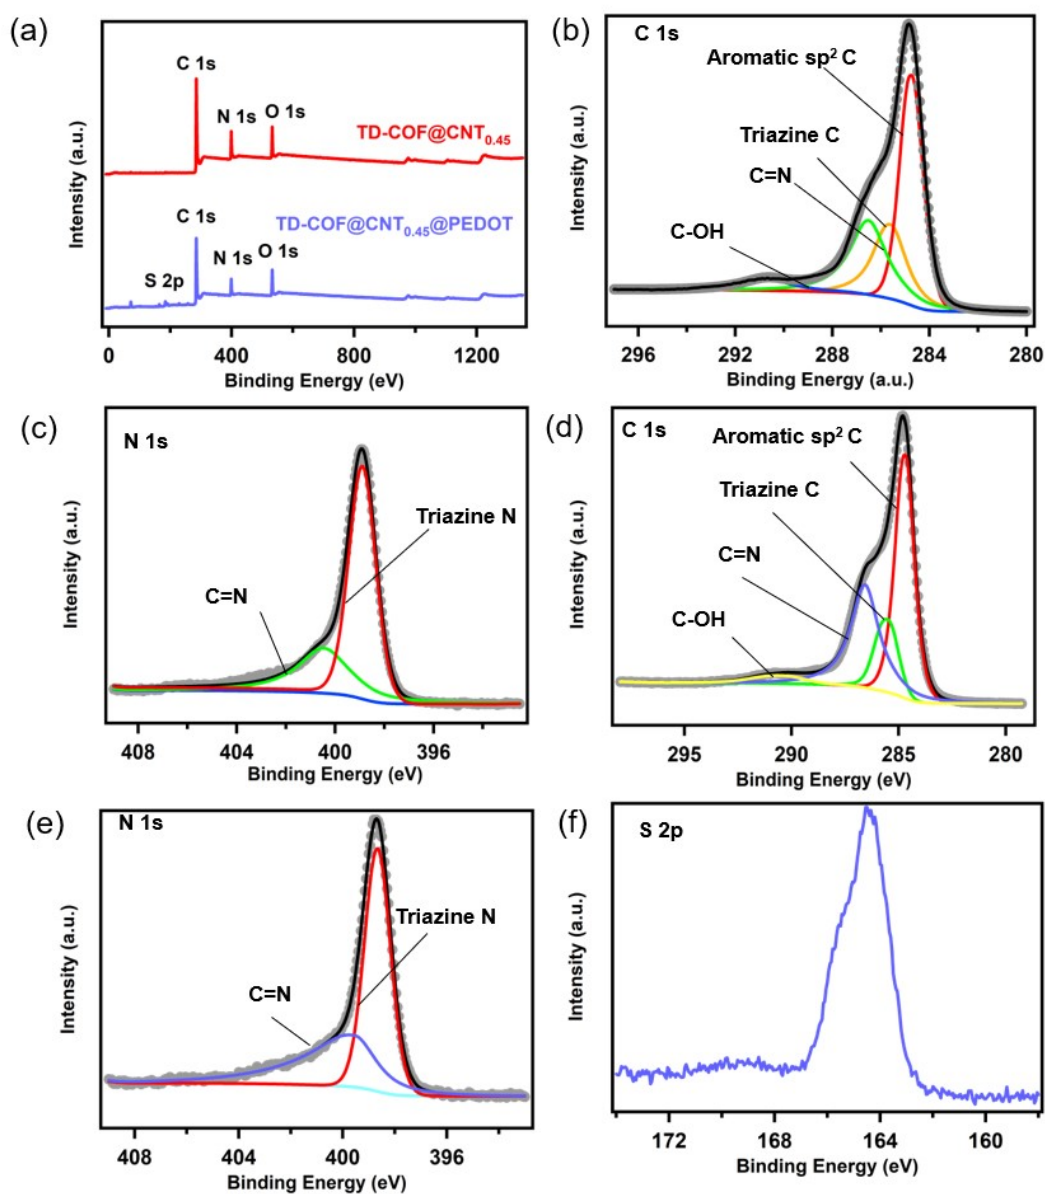 (a)
C 1s
N 1s
O 1s
TD-COF@CNT0.45
C 1s
TD-COF@CNT0.45@PEDOT
S 2p
N 1s
O 1s
Intensity (a.u.)
0 400 800 1200
Binding Energy (eV)
(b)
C 1s
Aromatic sp² C
Triazine C
C=N
C-OH
Intensity (a.u.)
296 292 288 284 280
Binding Energy (a.u.)
(c)
N 1s
Triazine N
C=N
Intensity (a.u.)
408 404 400 396
Binding Energy (eV)
(d)
C 1s
Aromatic sp² C
Triazine C
C=N
C-OH
Intensity (a.u.)
295 290 285 280
Binding Energy (eV)
(e)
N 1s
Triazine N
C=N
Intensity (a.u.)
408 404 400 396
Binding Energy (eV)
(f)
S 2p
Intensity (a.u.)
172 168 164 160
Binding Energy (eV)